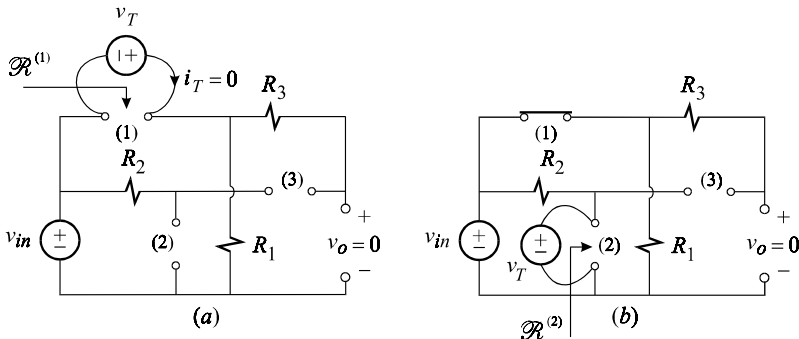 v_T
ℛ^(1)
i_T = 0
R_3
(1)
R_2
(3)
v_in
+
−
(2)
R_1
+
v_o = 0
−
(a)
R_3
(1)
R_2
(3)
v_in
+
−
+
−
v_T
(2)
R_1
+
v_o = 0
−
ℛ^(2)
(b)